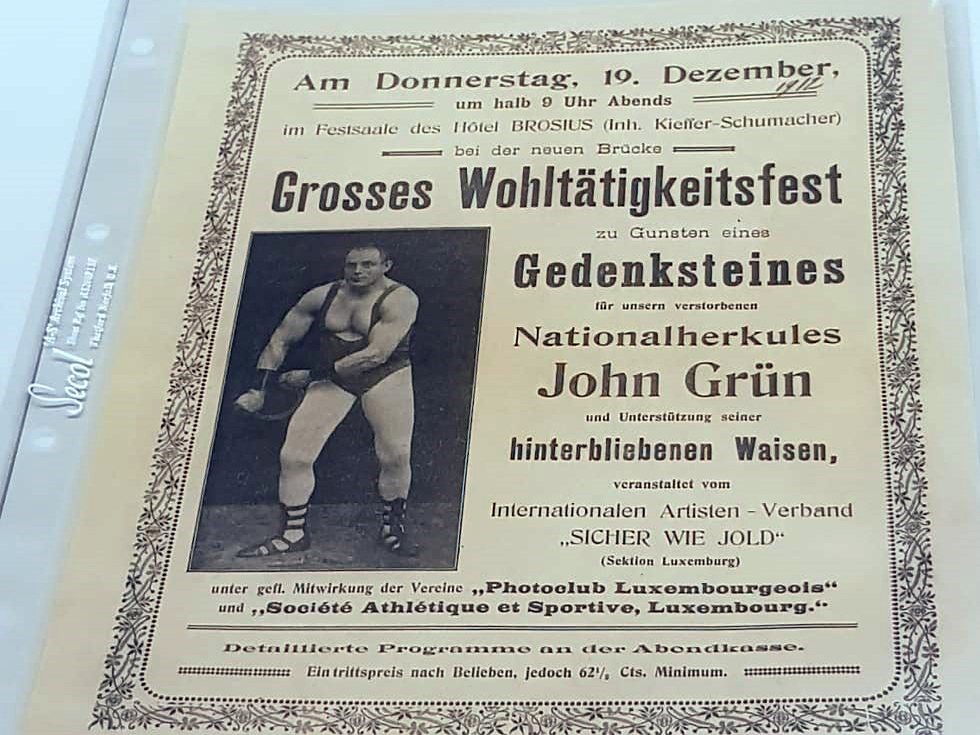 Am Donnerstag, 19. Dezember,
1912
um halb 9 Uhr Abends
im Festsaale des Hôtel BROSIUS (Inh. Kieffer-Schumacher)
bei der neuen Brücke
Grosses Wohltätigkeitsfest
zu Gunsten eines
Gedenksteines
für unsern verstorbenen
Nationalherkules
John Grün
und Unterstützung seiner
hinterbliebenen Waisen,
veranstaltet vom
Internationalen Artisten-Verband
„SICHER WIE JOLD“
(Sektion Luxemburg)
unter gefl. Mitwirkung der Vereine „Photoclub Luxembourgeois“
und „Société Athlétique et Sportive, Luxembourg.“
Detaillierte Programme an der Abendkasse.
Eintrittspreis nach Belieben, jedoch 62½ Cts. Minimum.
Secol
Archival System
Thetford Norfolk U.K